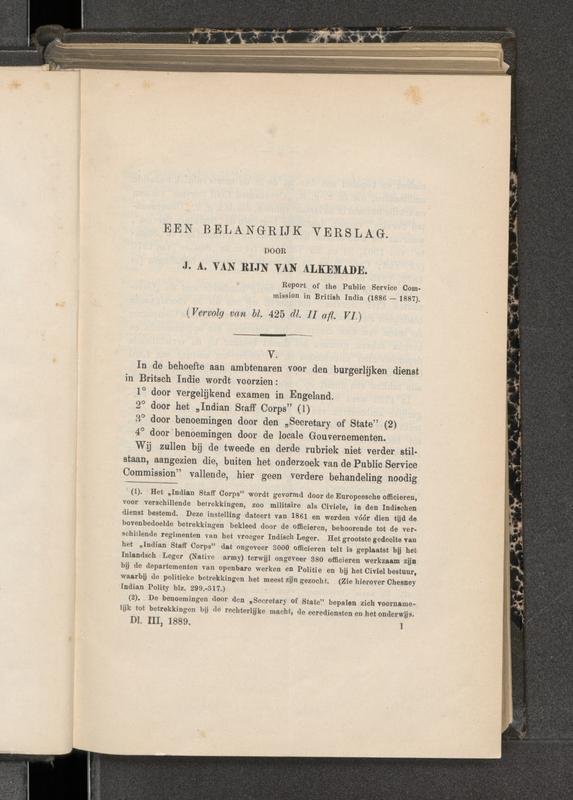 EEN BELANGRIJK VERSLAG.
DOOR
J. A. VAN RIJN VAN ALKEMADE.
Report of the Public Service Com-
mission in British India (1886 — 1887).
(Vervolg van bl. 425 dl. II afl. VI.)
V.
In de behoefte aan ambtenaren voor den burgerlijken dienst
in Britsch Indie wordt voorzien:
1° door vergelijkend examen in Engeland.
2° door het „Indian Staff Corps” (1)
3° door benoemingen door den „Secretary of State” (2)
4° door benoemingen door de locale Gouvernementen.
Wij zullen bij de tweede en derde rubriek niet verder stil-
staan, aangezien die, buiten het onderzoek van de Public Service
Commission” vallende, hier geen verdere behandeling noodig
(1). Het „Indian Staff Corps” wordt gevormd door de Europeesche officieren,
voor verschillende betrekkingen, zoo militaire als Civiele, in den Indischen
dienst bestemd. Deze instelling dateert van 1861 en werden vóór dien tijd de
bovenbedoelde betrekkingen bekleed door de officieren, behoorende tot de ver-
schillende regimenten van het vroeger Indisch Leger. Het grootste gedeelte van
het „Indian Staff Corps” dat ongeveer 3000 officieren telt is geplaatst bij het
Inlandsch Leger (Native army) terwijl ongeveer 380 officieren werkzaam zijn
bij de departementen van openbare werken en Politie en bij het Civiel bestuur,
waarbij de politieke betrekkingen het meest zijn gezocht. (Zie hierover Chesney
Indian Polity blz. 299.-317.)
(2). De benoemingen door den „Secretary of State” bepalen zich voorname-
lijk tot betrekkingen bij de rechterlijke macht, de eerediensten en het onderwijs.
Dl. III, 1889.
1